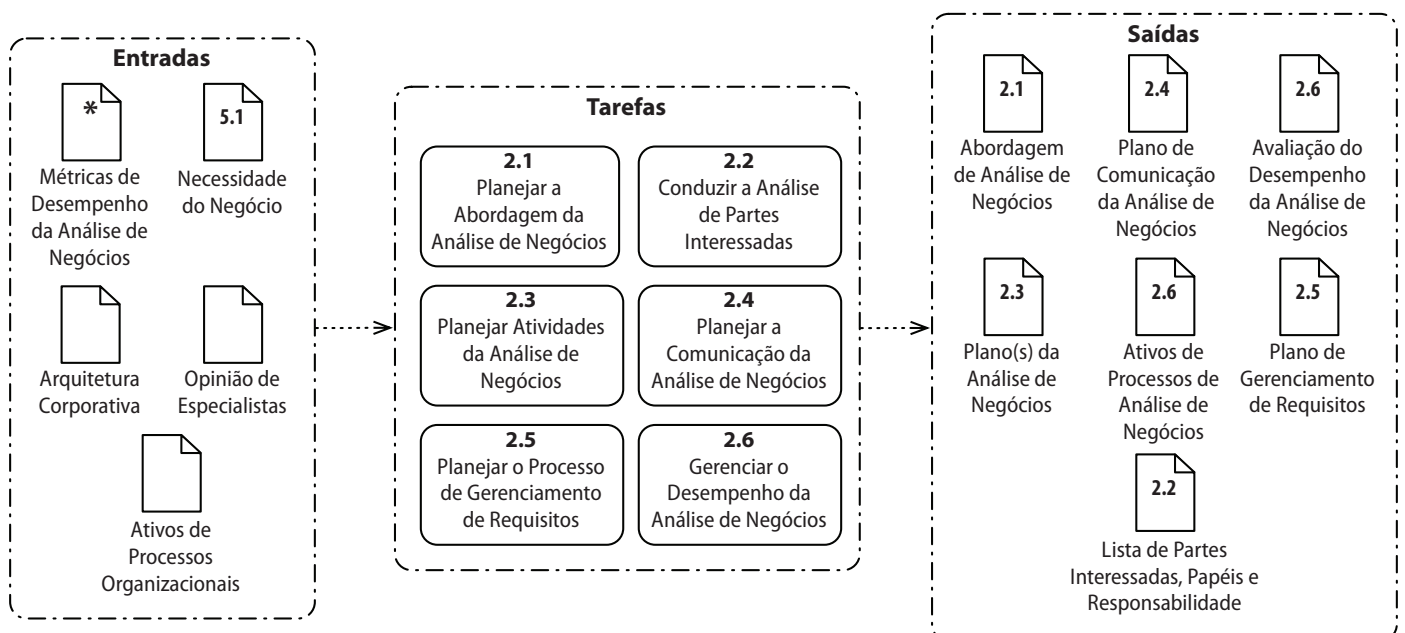 Entradas
*
Métricas de
Desempenho
da Análise de
Negócios
5.1
Necessidade
do Negócio
Arquitetura
Corporativa
Opinião de
Especialistas
Ativos de
Processos
Organizacionais
Tarefas
2.1
Planejar a
Abordagem da
Análise de Negócios
2.2
Conduzir a Análise
de Partes
Interessadas
2.3
Planejar Atividades
da Análise de
Negócios
2.4
Planejar a
Comunicação da
Análise de Negócios
2.5
Planejar o Processo
de Gerenciamento
de Requisitos
2.6
Gerenciar o
Desempenho da
Análise de Negócios
Saídas
2.1
Abordagem
de Análise de
Negócios
2.4
Plano de
Comunicação
da Análise de
Negócios
2.6
Avaliação do
Desempenho
da Análise de
Negócios
2.3
Plano(s) da
Análise de
Negócios
2.6
Ativos de
Processos de
Análise de
Negócios
2.5
Plano de
Gerenciamento
de Requisitos
2.2
Lista de Partes
Interessadas, Papéis e
Responsabilidade